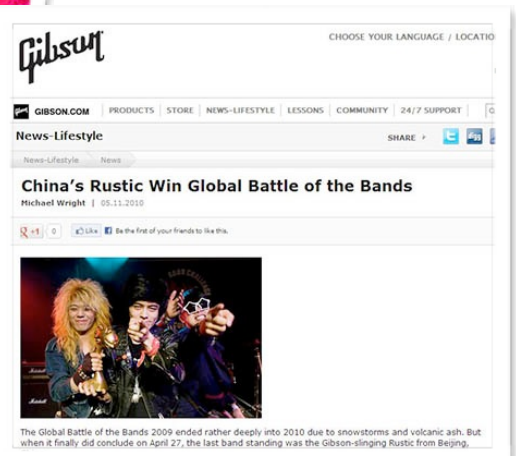 Gibson
CHOOSE YOUR LANGUAGE / LOCATIO
GIBSON.COM PRODUCTS STORE NEWS-LIFESTYLE LESSONS COMMUNITY 24/7 SUPPORT
News-Lifestyle SHARE
News-Lifestyle News
China's Rustic Win Global Battle of the Bands
Michael Wright | 05.11.2010
+1 0 Like Be the first of your friends to like this.
Marshall
The Global Battle of the Bands 2009 ended rather deeply into 2010 due to snowstorms and volcanic ash. But
when it finally did conclude on April 27, the last band standing was the Gibson-slinging Rustic from Beijing,